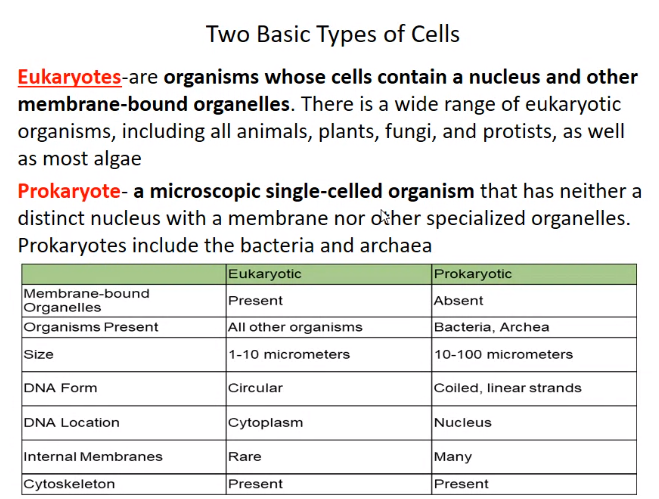 Two Basic Types of Cells
Eukaryotes-are organisms whose cells contain a nucleus and other
membrane-bound organelles. There is a wide range of eukaryotic
organisms, including all animals, plants, fungi, and protists, as well
as most algae
Prokaryote- a microscopic single-celled organism that has neither a
distinct nucleus with a membrane nor other specialized organelles.
Prokaryotes include the bacteria and archaea
Eukaryotic Prokaryotic
Membrane-bound
Organelles Present Absent
Organisms Present All other organisms Bacteria, Archea
Size 1-10 micrometers 10-100 micrometers
DNA Form Circular Coiled, linear strands
DNA Location Cytoplasm Nucleus
Internal Membranes Rare Many
Cytoskeleton Present Present